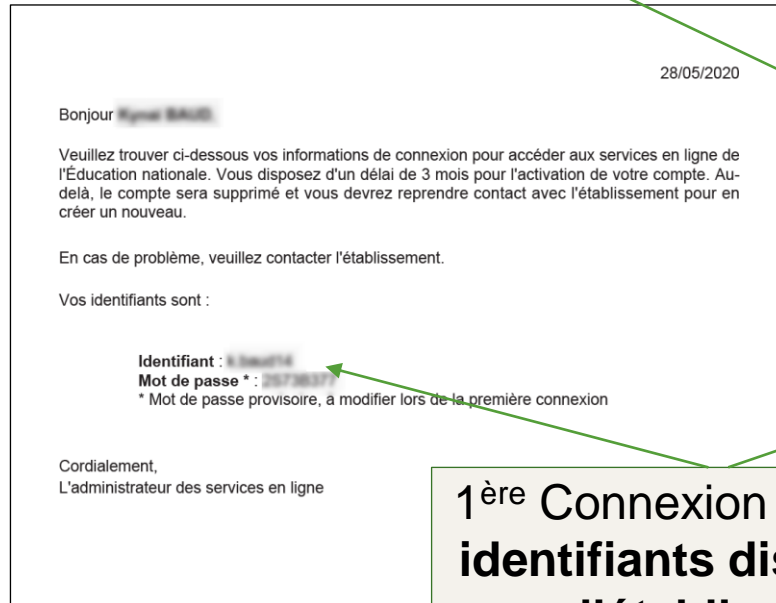 28/05/2020
Bonjour
Veuillez trouver ci-dessous vos informations de connexion pour accéder aux services en ligne de
l'Éducation nationale. Vous disposez d'un délai de 3 mois pour l'activation de votre compte. Au-
delà, le compte sera supprimé et vous devrez reprendre contact avec l'établissement pour en
créer un nouveau.
En cas de problème, veuillez contacter l'établissement.
Vos identifiants sont :
Identifiant :
Mot de passe * :
* Mot de passe provisoire, à modifier lors de la première connexion
Cordialement,
L'administrateur des services en ligne
1ère Connexion
identifiants